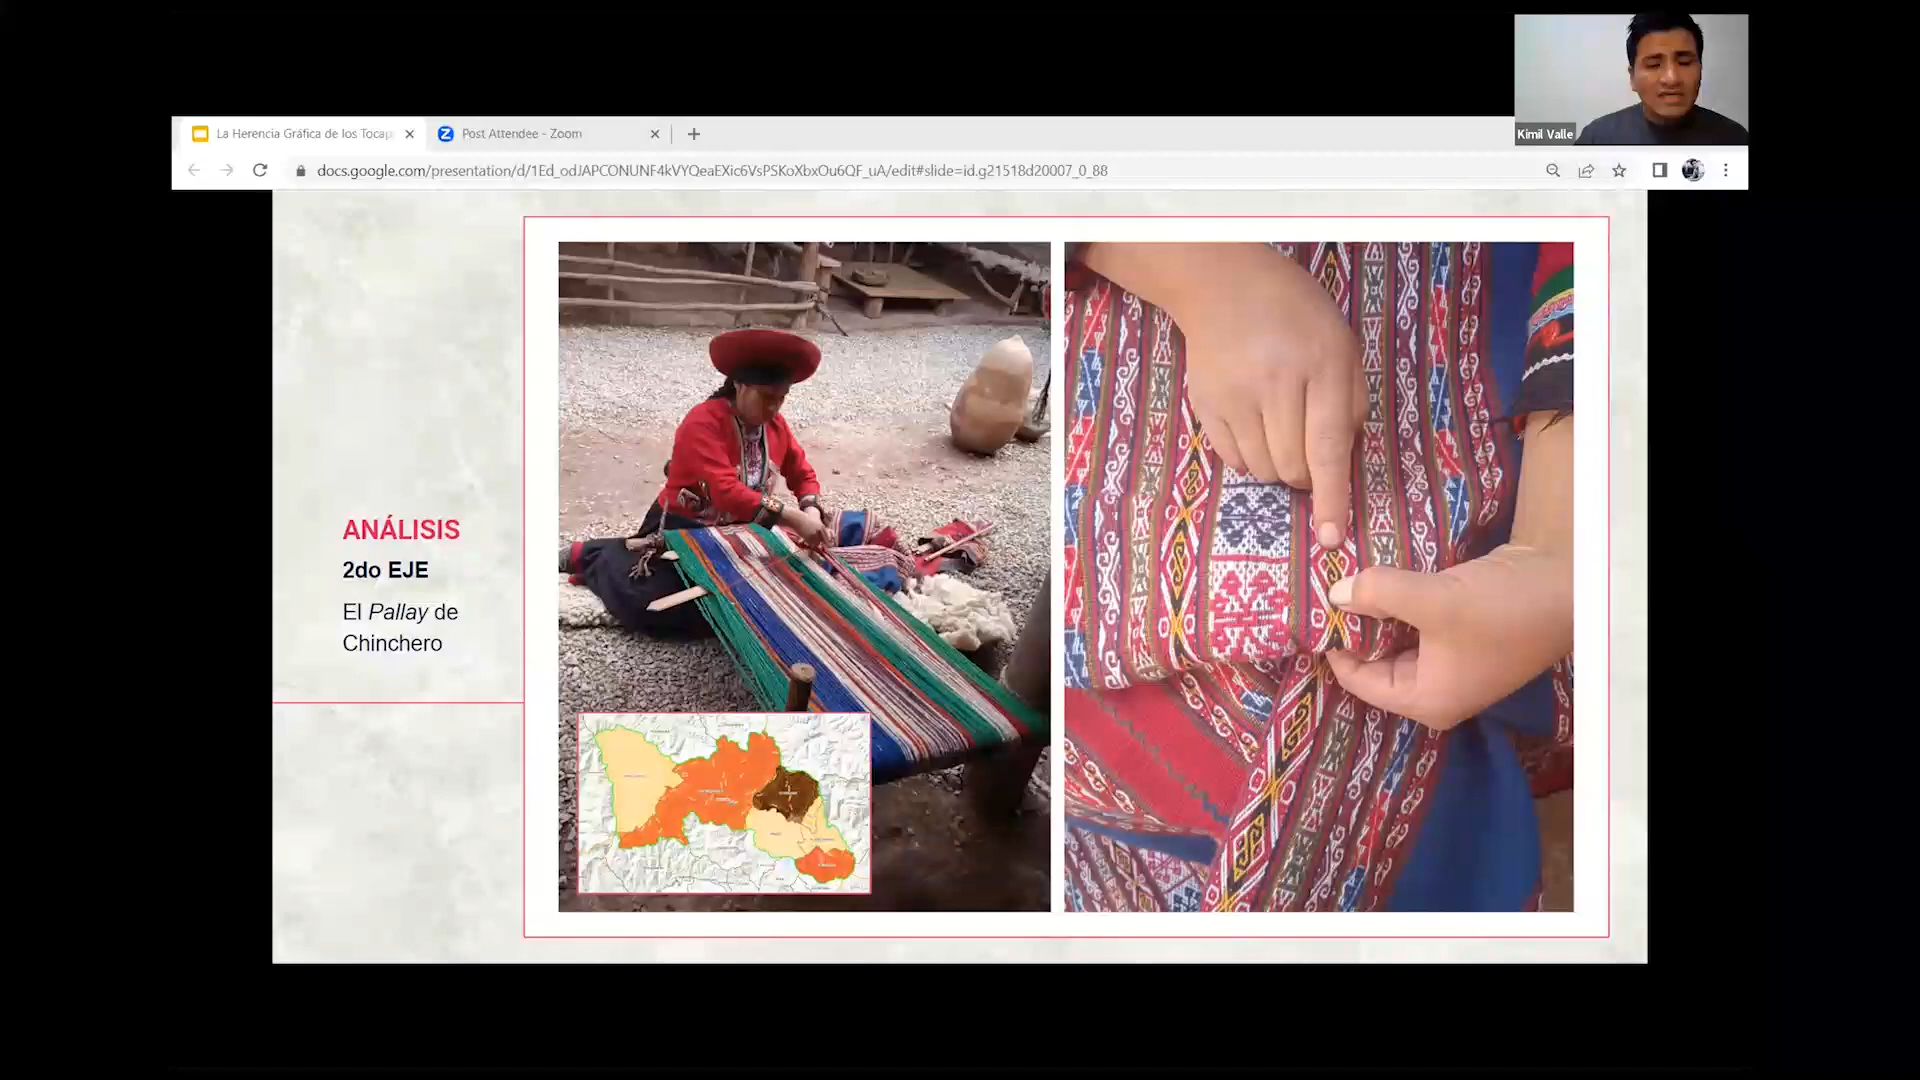 Kimil Valle
La Herencia Gráfica de los Tocap
Post Attendee - Zoom
docs.google.com/presentation/d/1Ed_odJAPCONUNF4kVYQeaEXic6VsPSKoXbxOu6QF_uA/edit#slide=id.g21518d20007_0_88
ANÁLISIS
2do EJE
El Pallay de
Chinchero